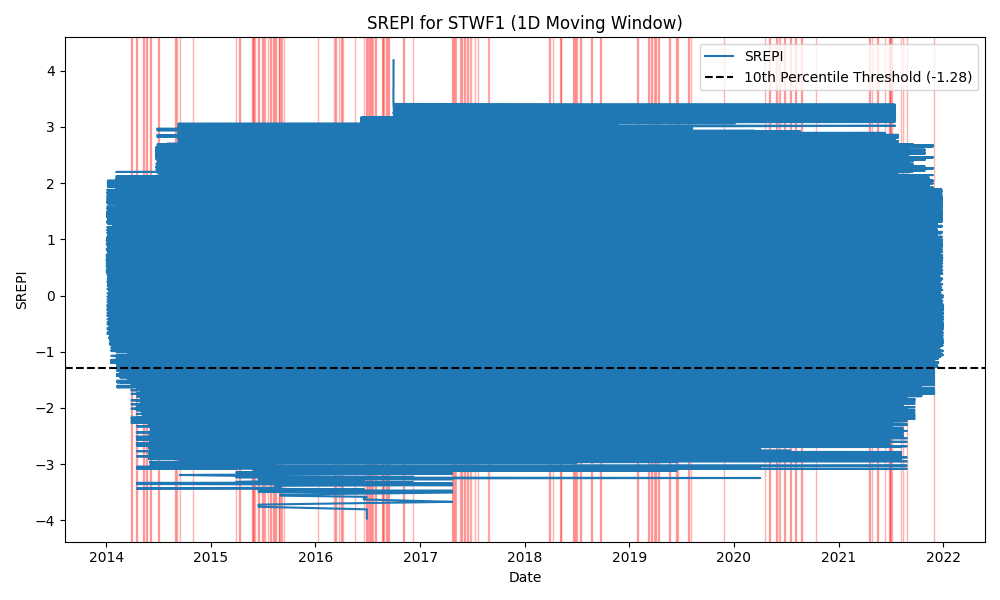 SREPI for STWF1 (1D Moving Window)
SREPI
10th Percentile Threshold (-1.28)
SREPI
4
3
2
1
0
−1
−2
−3
−4
2014 2015 2016 2017 2018 2019 2020 2021 2022
Date